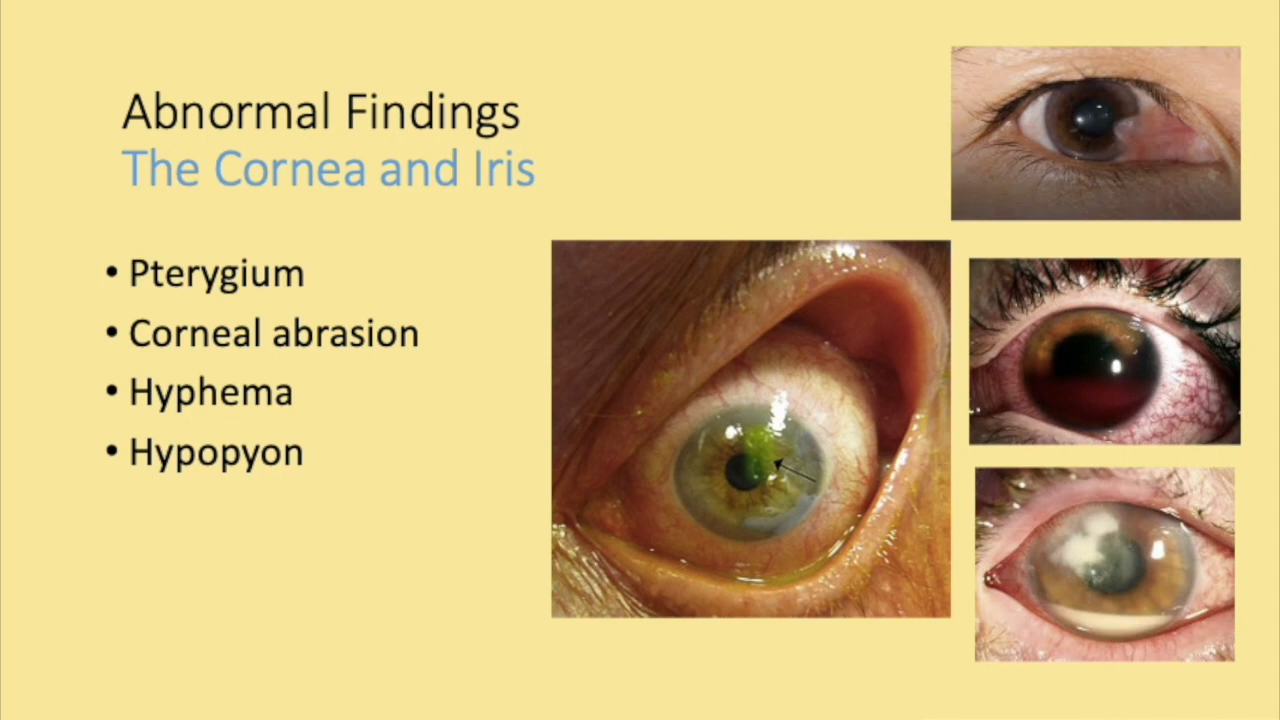 Abnormal Findings
The Cornea and Iris
• Pterygium
• Corneal abrasion
• Hyphema
• Hypopyon